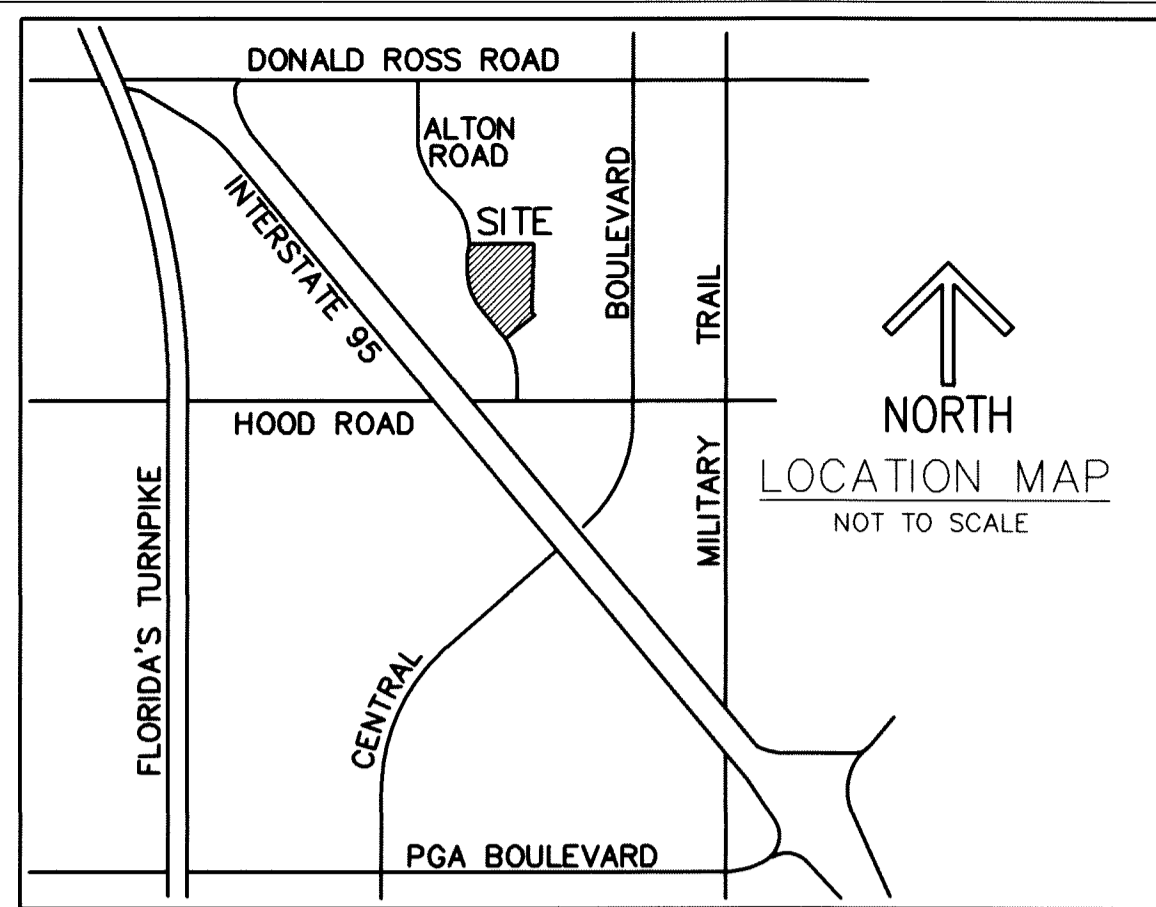 DONALD ROSS ROAD
ALTON
ROAD
SITE
INTERSTATE 95
BOULEVARD
TRAIL
NORTH
HOOD ROAD
LOCATION MAP
NOT TO SCALE
MILITARY
FLORIDA'S TURNPIKE
CENTRAL
PGA BOULEVARD